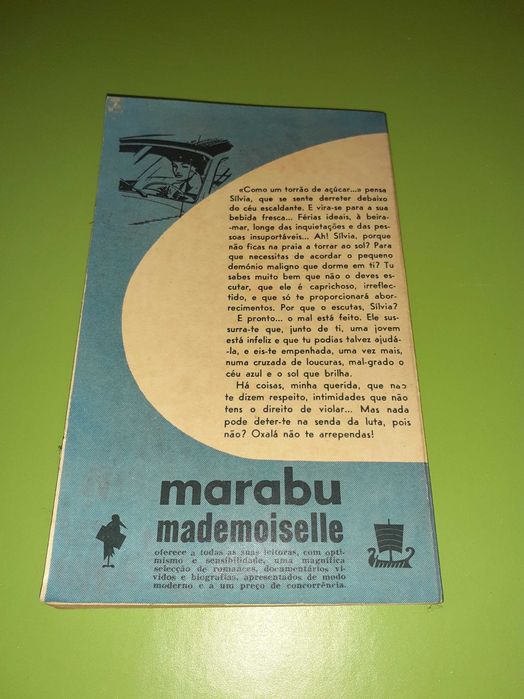 «Como um torrão de açúcar...» pensa
Sílvia, que se sente derreter debaixo
do céu escaldante. E vira-se para a sua
bebida fresca... Férias ideais, à beira-
-mar, longe das inquietações e das pes-
soas insuportáveis... Ah! Sílvia, porque
não ficas na praia a torrar ao sol? Para
que necessitas de acordar o pequeno
demónio maligno que dorme em ti? Tu
sabes muito bem que não o deves es-
cutar, que ele é caprichoso, irreflec-
tido, e que só te proporcionará abor-
recimentos. Por que o escutas, Sílvia?
E pronto... o mal está feito. Ele sus-
surra-te que, junto de ti, uma jovem
está infeliz e que tu podias talvez ajudá-
-la, e eis-te empenhada, uma vez mais,
numa cruzada de loucuras, mal-grado o
céu azul e o sol que brilha.
Há coisas, minha querida, que não
te dizem respeito, intimidades que não
tens o direito de violar... Mas nada
pode deter-te na senda da luta, pois
não? Oxalá não te arrependas!
marabu
mademoiselle
oferece a todas as suas leitoras, com opti-
mismo e sensibilidade, uma magnífica
selecção de romances, documentários ví-
vidos e biografias, apresentados de modo
moderno e a um preço de concorrência.